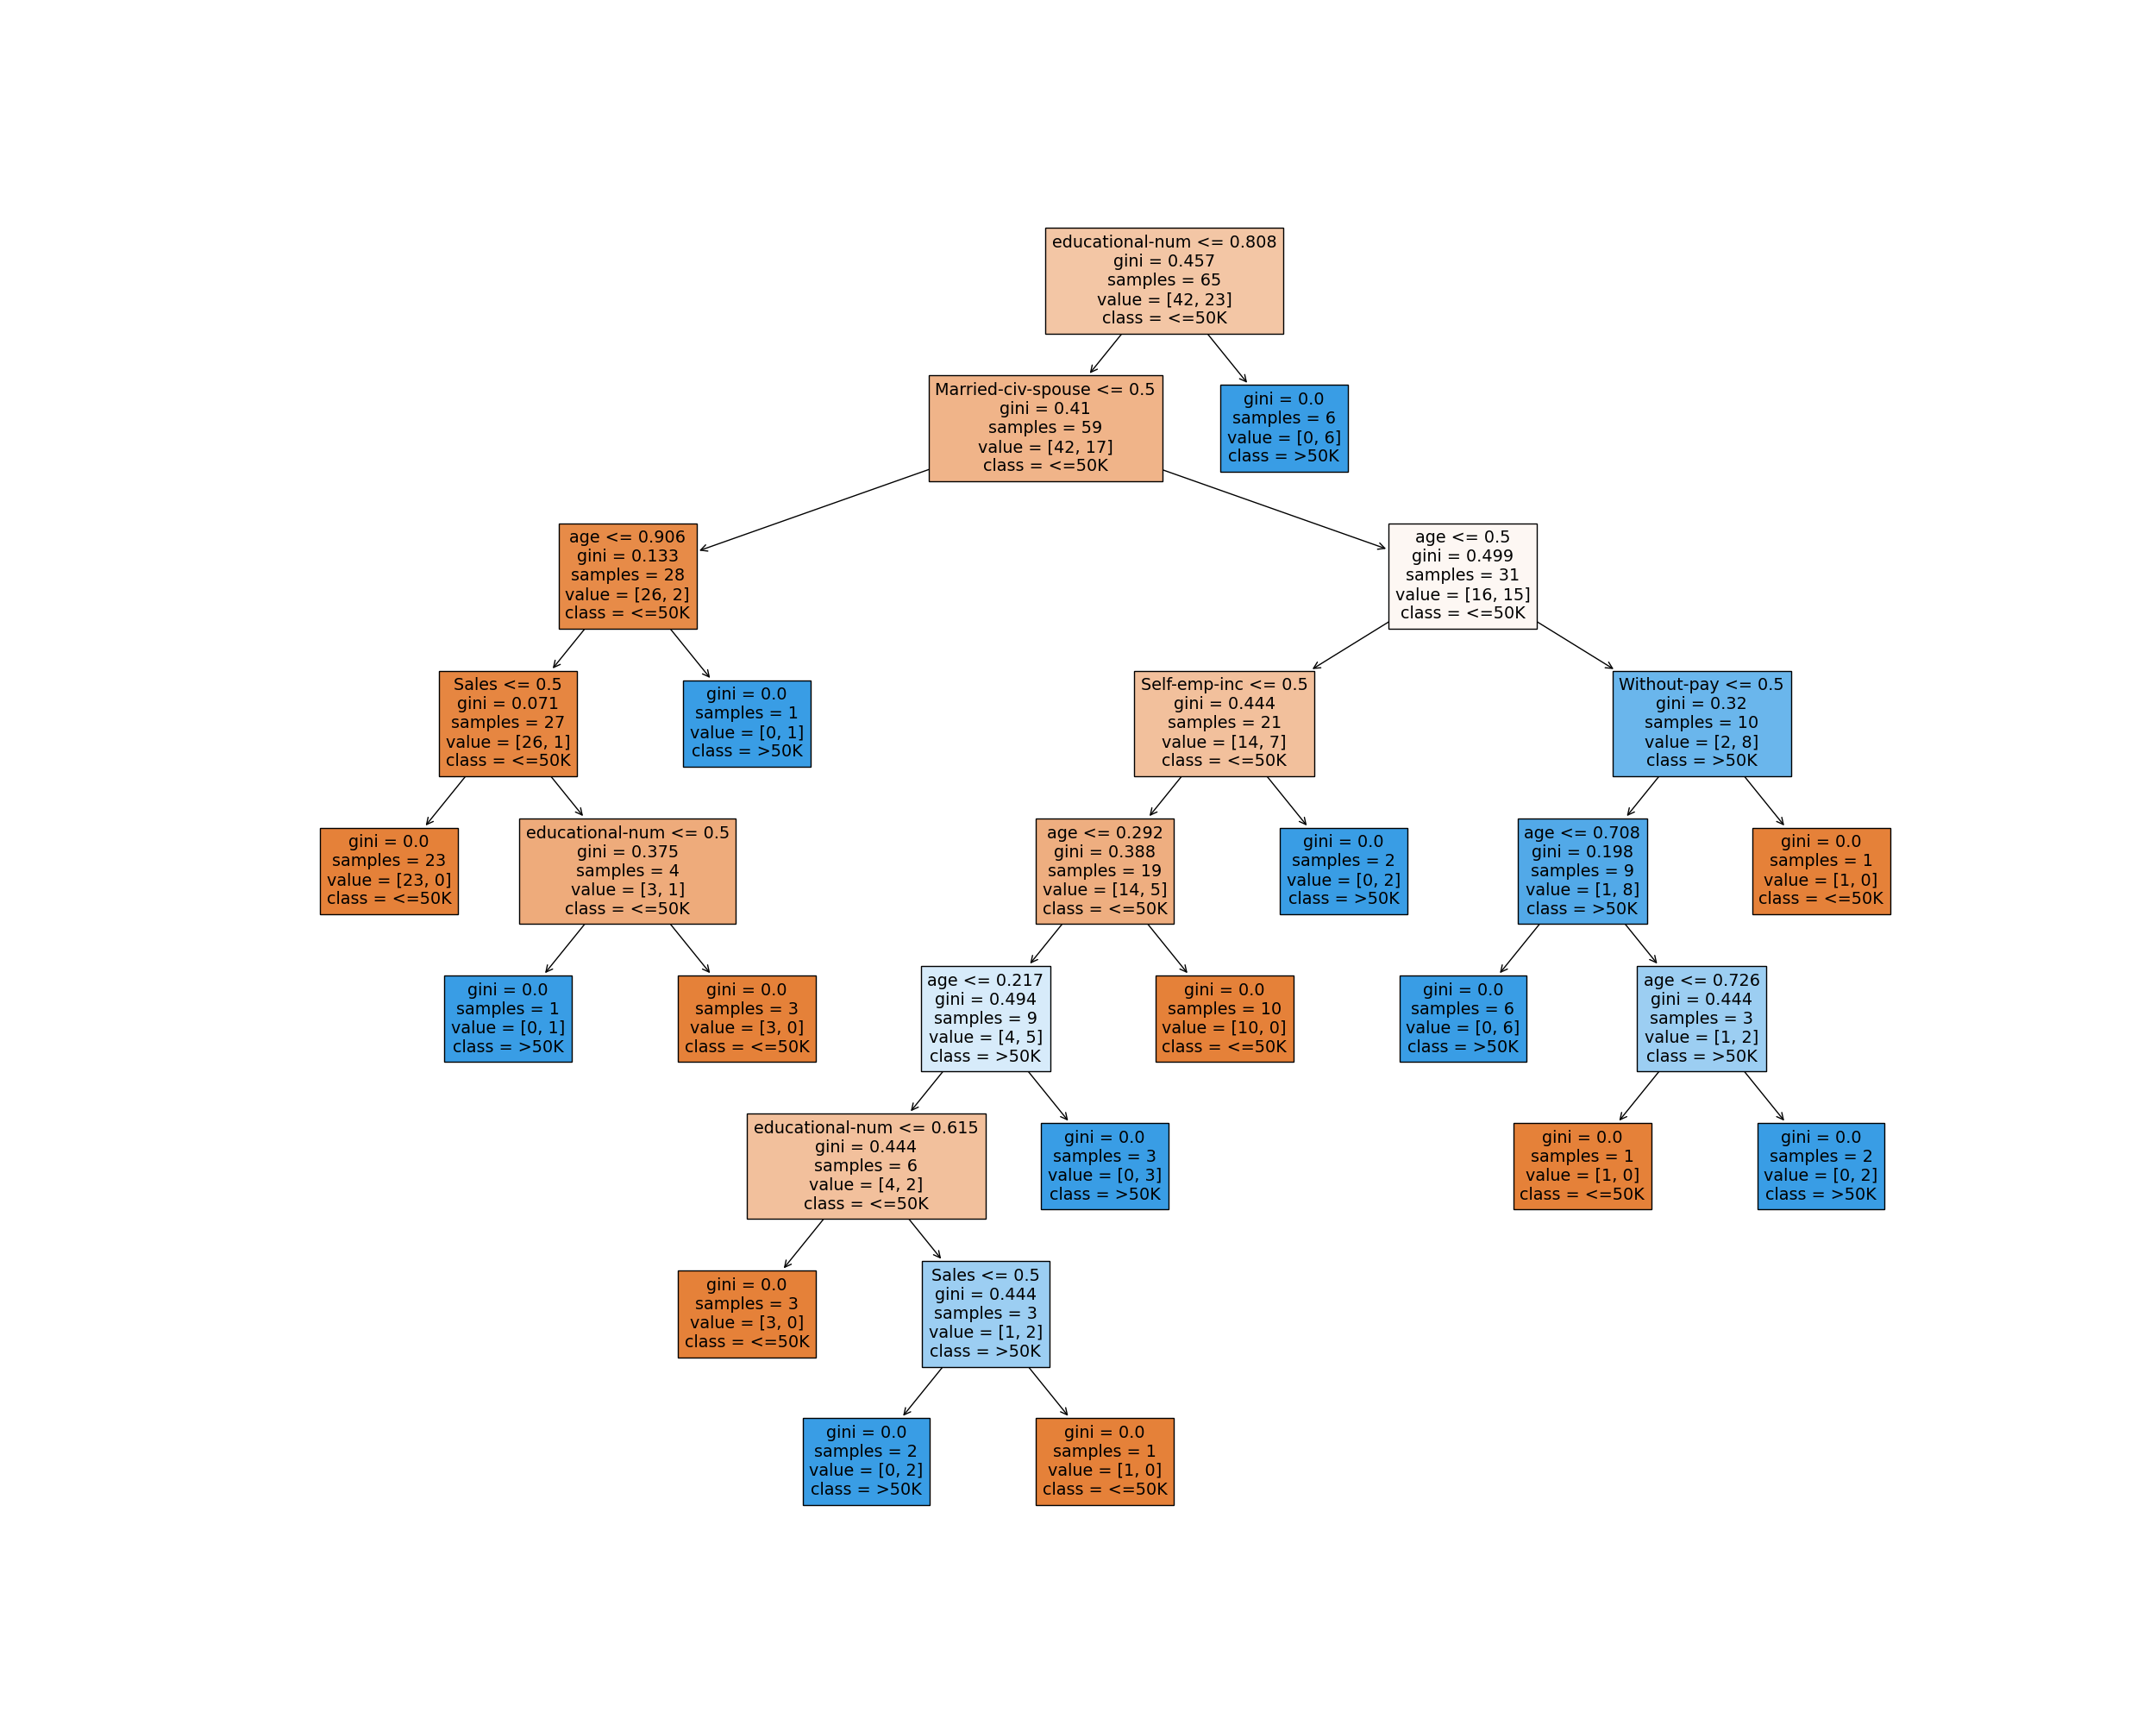 educational-num <= 0.808
gini = 0.457
samples = 65
value = [42, 23]
class = <=50K
Married-civ-spouse <= 0.5
gini = 0.41
samples = 59
value = [42, 17]
class = <=50K
gini = 0.0
samples = 6
value = [0, 6]
class = >50K
age <= 0.906
gini = 0.133
samples = 28
value = [26, 2]
class = <=50K
age <= 0.5
gini = 0.499
samples = 31
value = [16, 15]
class = <=50K
Sales <= 0.5
gini = 0.071
samples = 27
value = [26, 1]
class = <=50K
gini = 0.0
samples = 1
value = [0, 1]
class = >50K
Self-emp-inc <= 0.5
gini = 0.444
samples = 21
value = [14, 7]
class = <=50K
Without-pay <= 0.5
gini = 0.32
samples = 10
value = [2, 8]
class = >50K
gini = 0.0
samples = 23
value = [23, 0]
class = <=50K
educational-num <= 0.5
gini = 0.375
samples = 4
value = [3, 1]
class = <=50K
age <= 0.292
gini = 0.388
samples = 19
value = [14, 5]
class = <=50K
gini = 0.0
samples = 2
value = [0, 2]
class = >50K
age <= 0.708
gini = 0.198
samples = 9
value = [1, 8]
class = >50K
gini = 0.0
samples = 1
value = [1, 0]
class = <=50K
gini = 0.0
samples = 1
value = [0, 1]
class = >50K
gini = 0.0
samples = 3
value = [3, 0]
class = <=50K
age <= 0.217
gini = 0.494
samples = 9
value = [4, 5]
class = >50K
gini = 0.0
samples = 10
value = [10, 0]
class = <=50K
gini = 0.0
samples = 6
value = [0, 6]
class = >50K
age <= 0.726
gini = 0.444
samples = 3
value = [1, 2]
class = >50K
educational-num <= 0.615
gini = 0.444
samples = 6
value = [4, 2]
class = <=50K
gini = 0.0
samples = 3
value = [0, 3]
class = >50K
gini = 0.0
samples = 1
value = [1, 0]
class = <=50K
gini = 0.0
samples = 2
value = [0, 2]
class = >50K
gini = 0.0
samples = 3
value = [3, 0]
class = <=50K
Sales <= 0.5
gini = 0.444
samples = 3
value = [1, 2]
class = >50K
gini = 0.0
samples = 2
value = [0, 2]
class = >50K
gini = 0.0
samples = 1
value = [1, 0]
class = <=50K